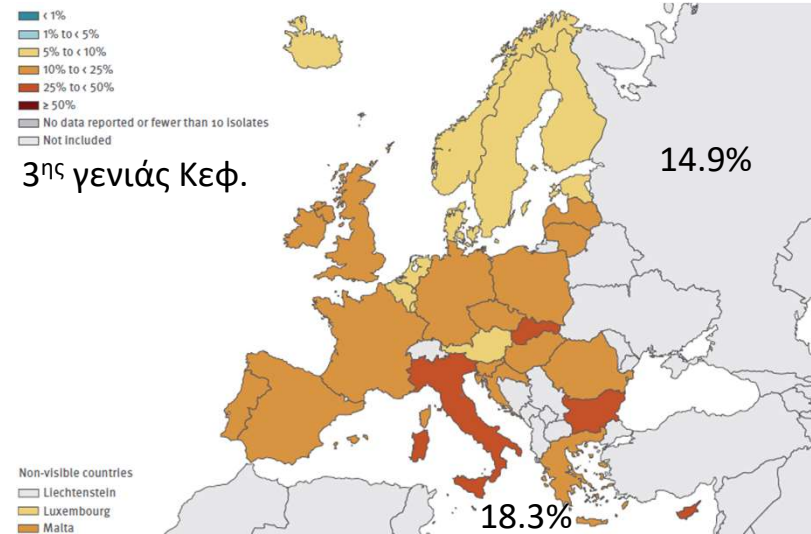 < 1%
1% to < 5%
5% to < 10%
10% to < 25%
25% to < 50%
≥ 50%
No data reported or fewer than 10 isolates
Not included
3ης γενιάς Κεφ.
14.9%
Non-visible countries
Liechtenstein
Luxembourg
Malta
18.3%